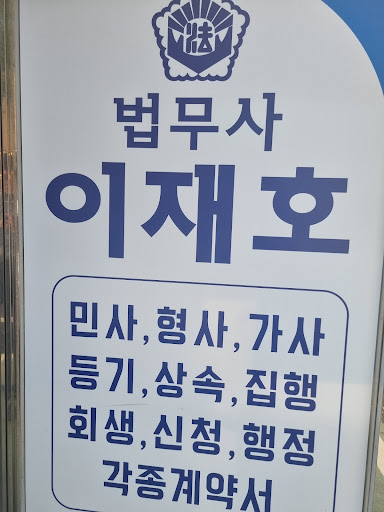 法
법무사
이재호
민사,형사,가사
등기,상속,집행
회생,신청,행정
각종계약서